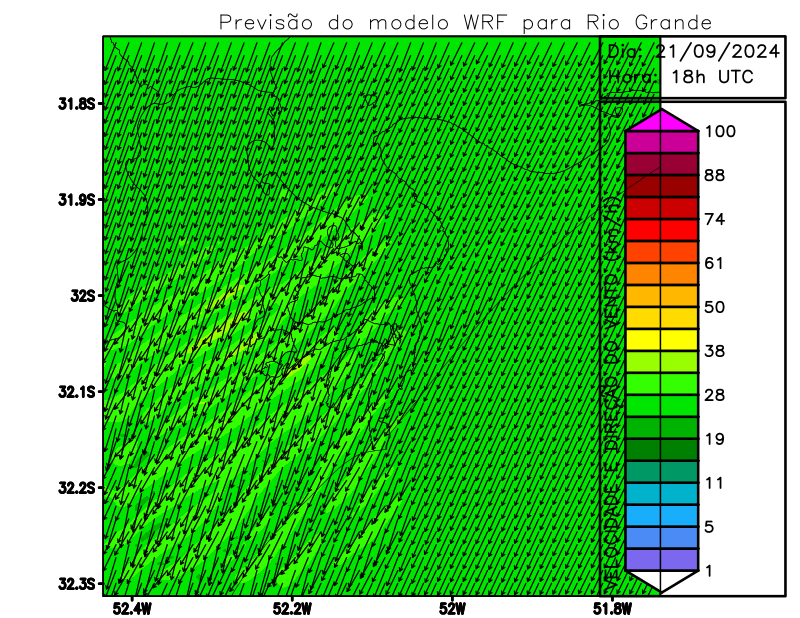 Previsão do modelo WRF para Rio Grande
Dia: 21/09/2024
Hora: 18h UTC
31.8S
31.9S
32S
32.1S
32.2S
32.3S
52.4W
52.2W
52W
51.8W
VELOCIDADE E DIREÇÃO DO VENTO (km/h)
100
88
74
61
50
38
28
19
11
5
1